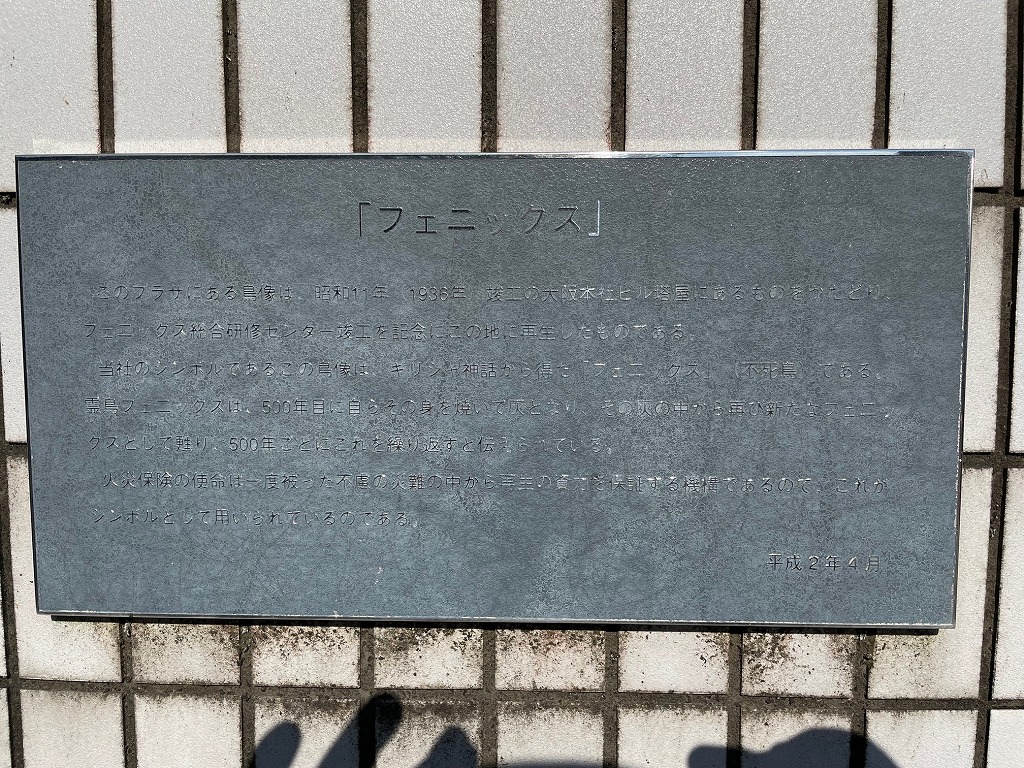 「フェニックス」
このプラザにある鳥像は、昭和11年（1936年）竣工の大阪本社ビル塔屋にあるものをかたどり、
フェニックス総合研修センター竣工を記念にこの地に再生したものである。
当社のシンボルであるこの鳥像は、ギリシャ神話から得た「フェニックス」（不死鳥）である。
霊鳥フェニックスは、500年目に自らその身を焼いて灰となり、その灰の中から再び新たなフェニッ
クスとして甦り、500年ごとにこれを繰り返すと伝えられている。
火災保険の使命は一度被った不慮の災難の中から再生の資力を保証する機構であるので、これが
シンボルとして用いられているのである。
平成2年4月